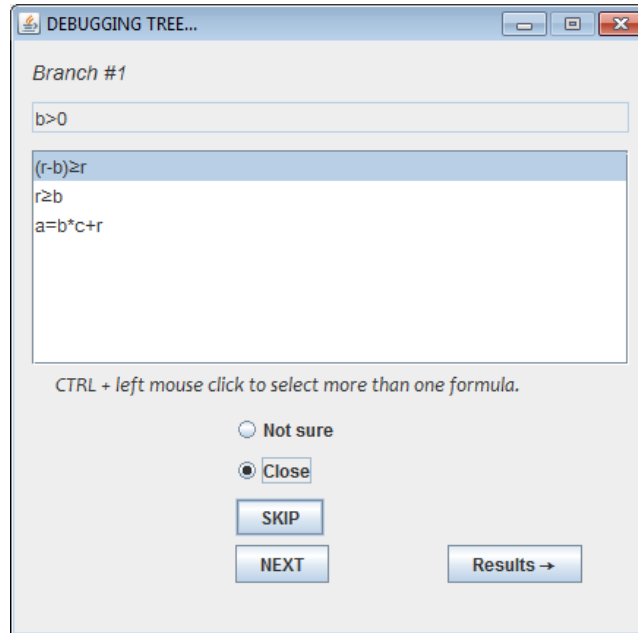 DEBUGGING TREE...
Branch #1
b>0
(r-b)≥r
r≥b
a=b*c+r
CTRL + left mouse click to select more than one formula.
Not sure
Close
SKIP
NEXT
Results→